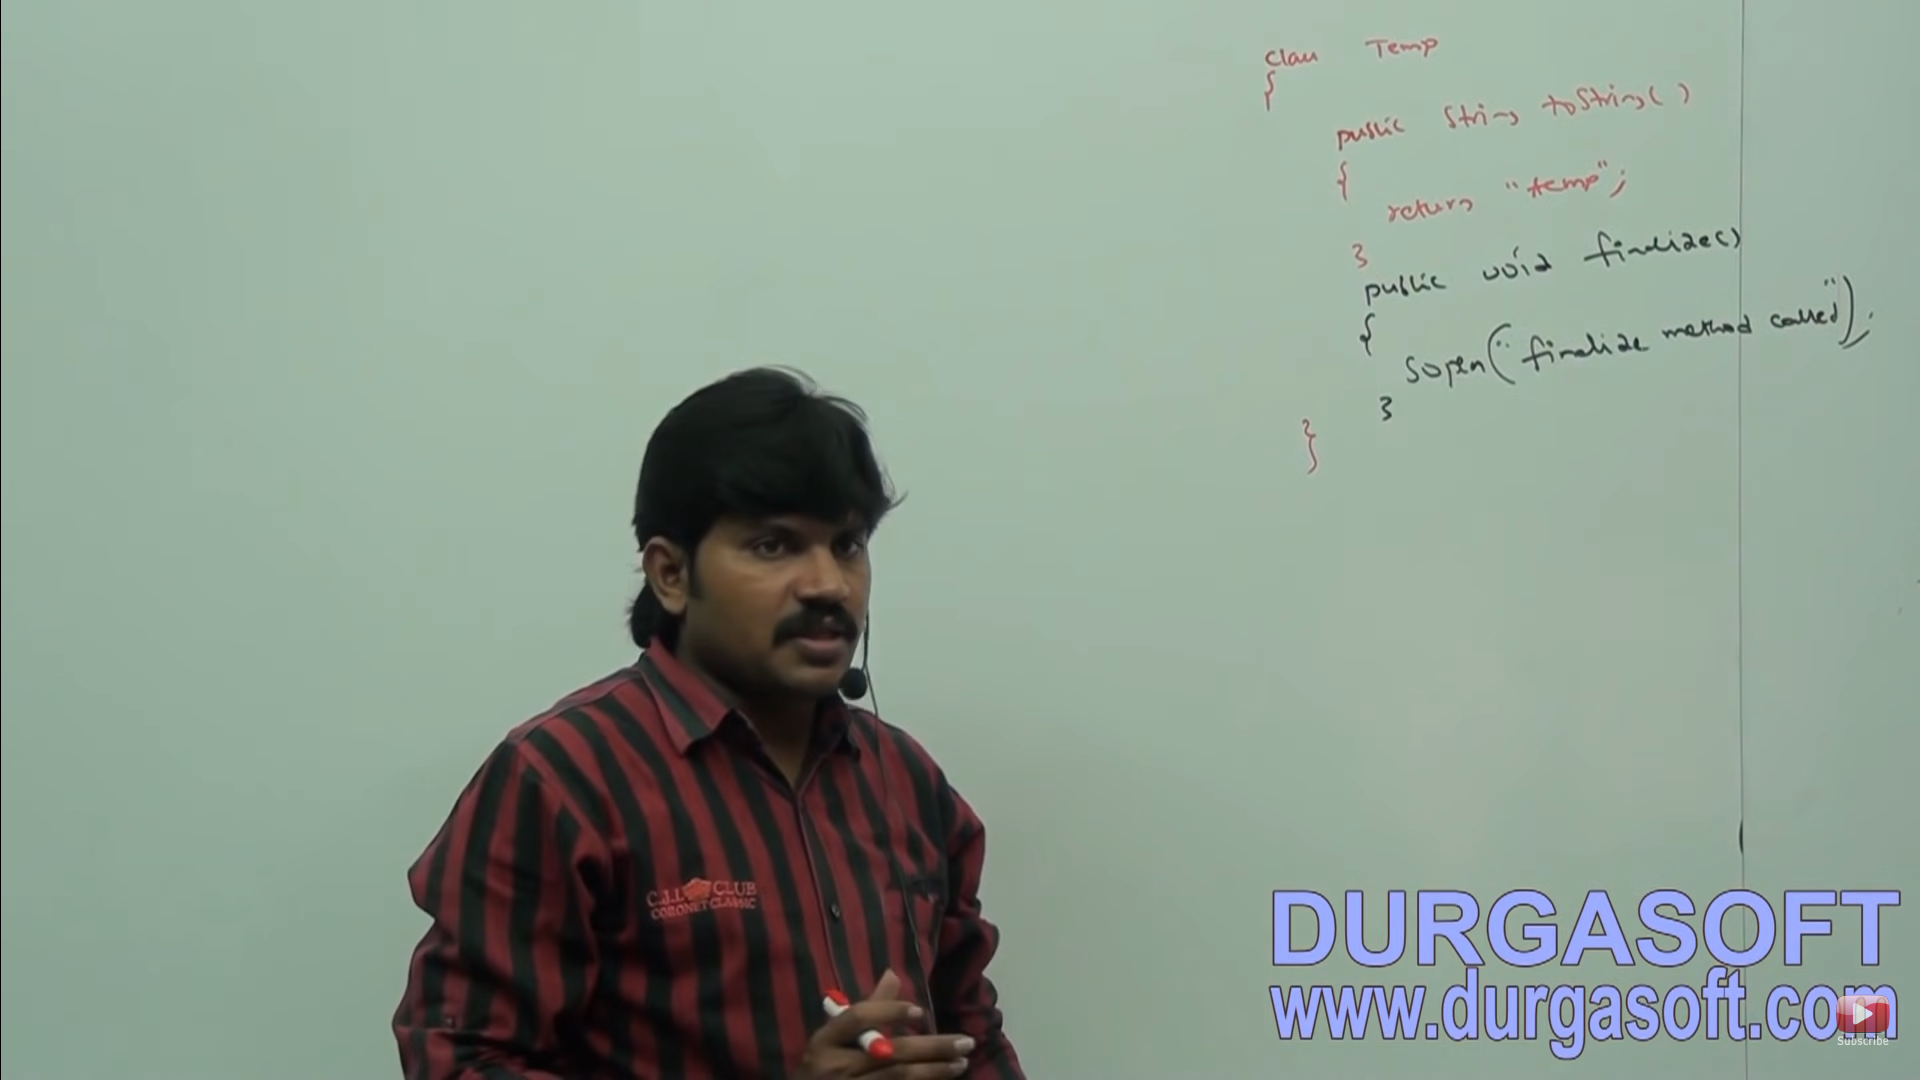 class Temp
{
public String toString( )
{
return "temp";
}
public void finalize()
{
sopln("finalize method called");
}
}
C.J.I. CLUB
CORONET CLASSIC
DURGASOFT
www.durgasoft.com
Subscribe